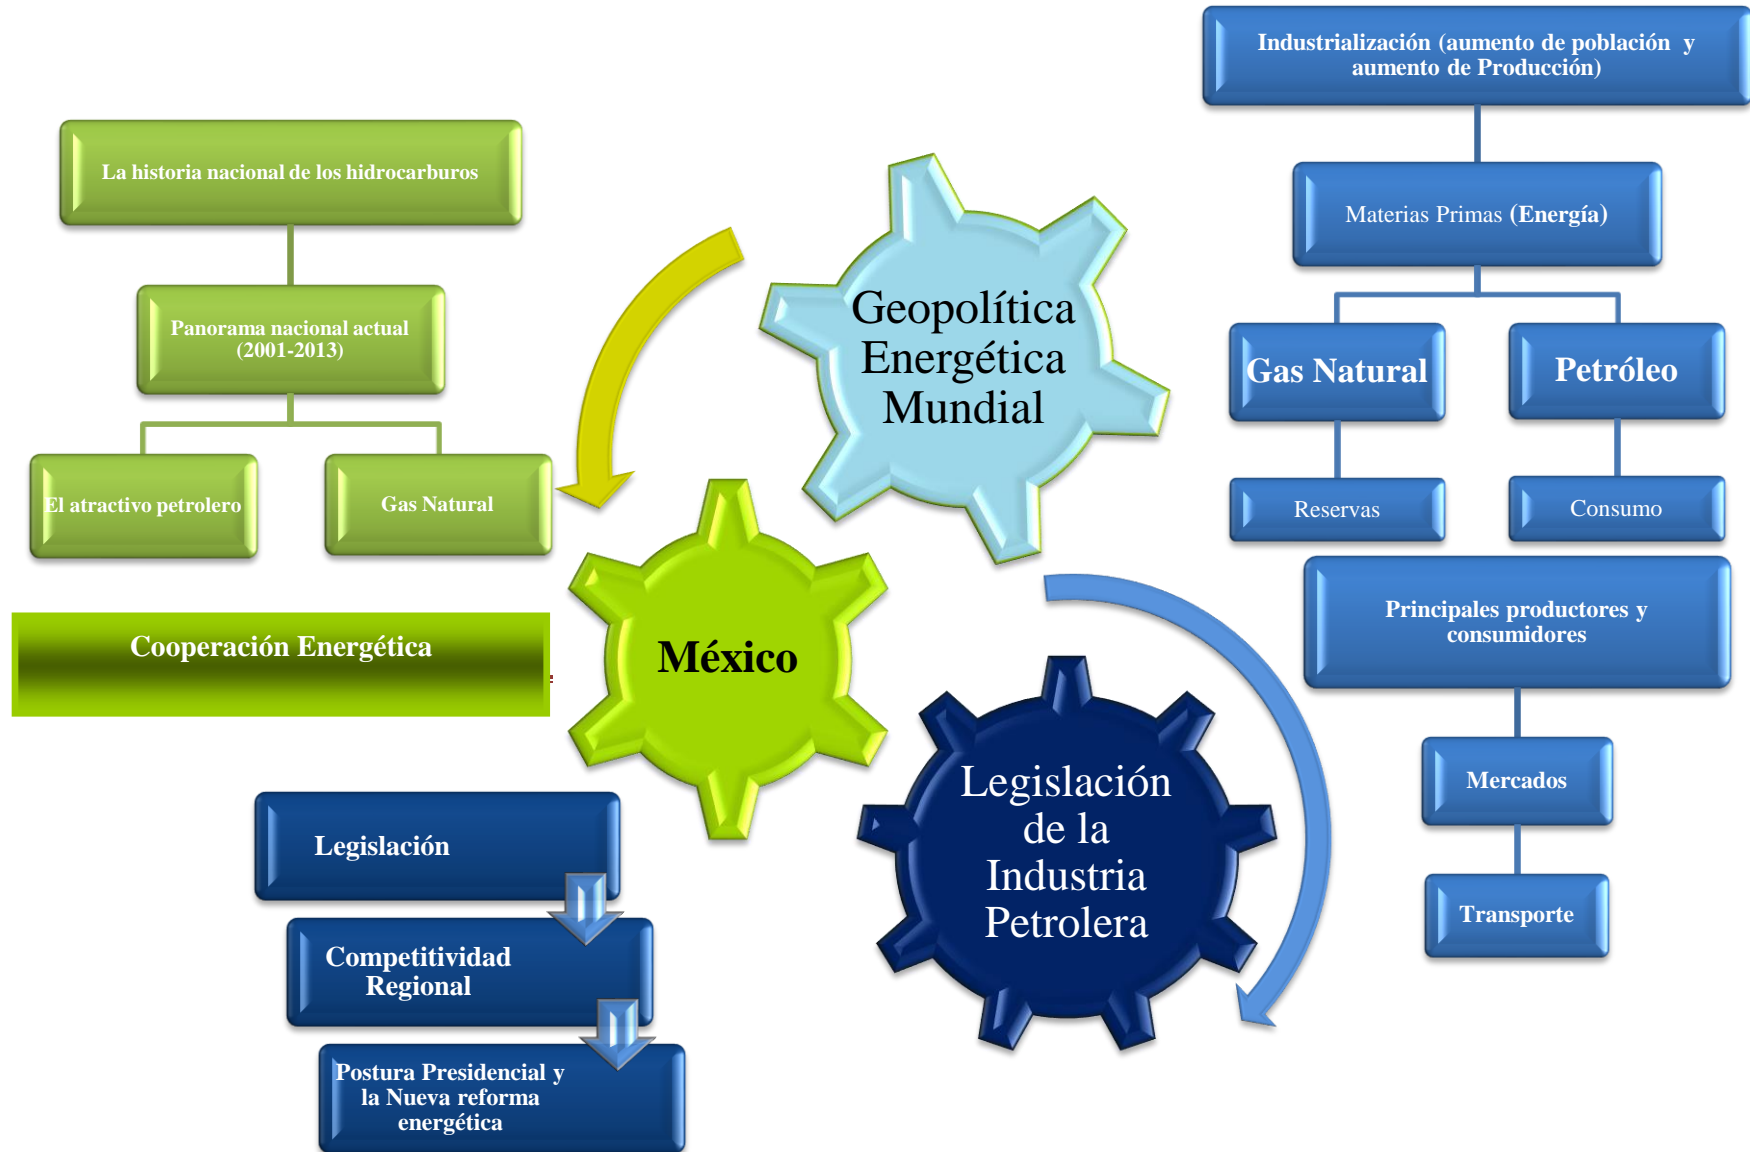 La historia nacional de los hidrocarburos
Panorama nacional actual
(2001-2013)
El atractivo petrolero
Gas Natural
Cooperación Energética
Geopolítica
Energética
Mundial
México
Legislación
de la
Industria
Petrolera
Legislación
Competitividad
Regional
Postura Presidencial y
la Nueva reforma
energética
Industrialización (aumento de población y
aumento de Producción)
Materias Primas (Energía)
Gas Natural
Petróleo
Reservas
Consumo
Principales productores y
consumidores
Mercados
Transporte